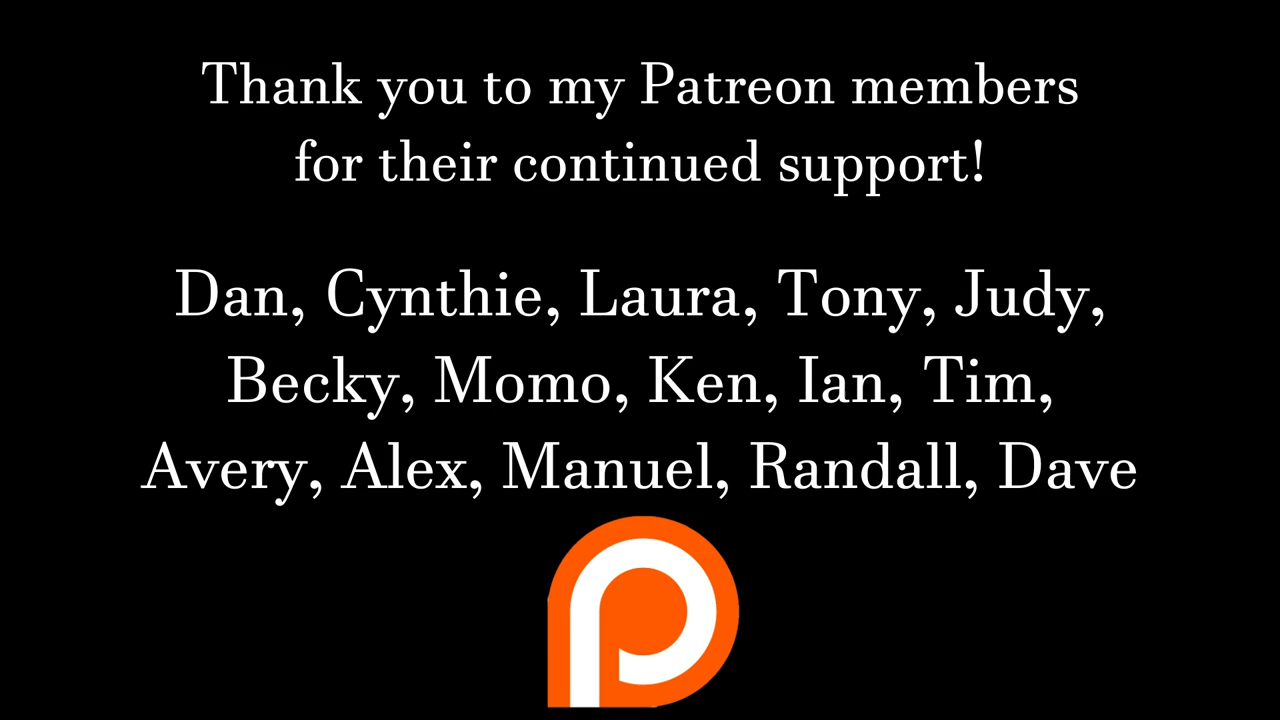 Thank you to my Patreon members
for their continued support!
Dan, Cynthie, Laura, Tony, Judy,
Becky, Momo, Ken, Ian, Tim,
Avery, Alex, Manuel, Randall, Dave